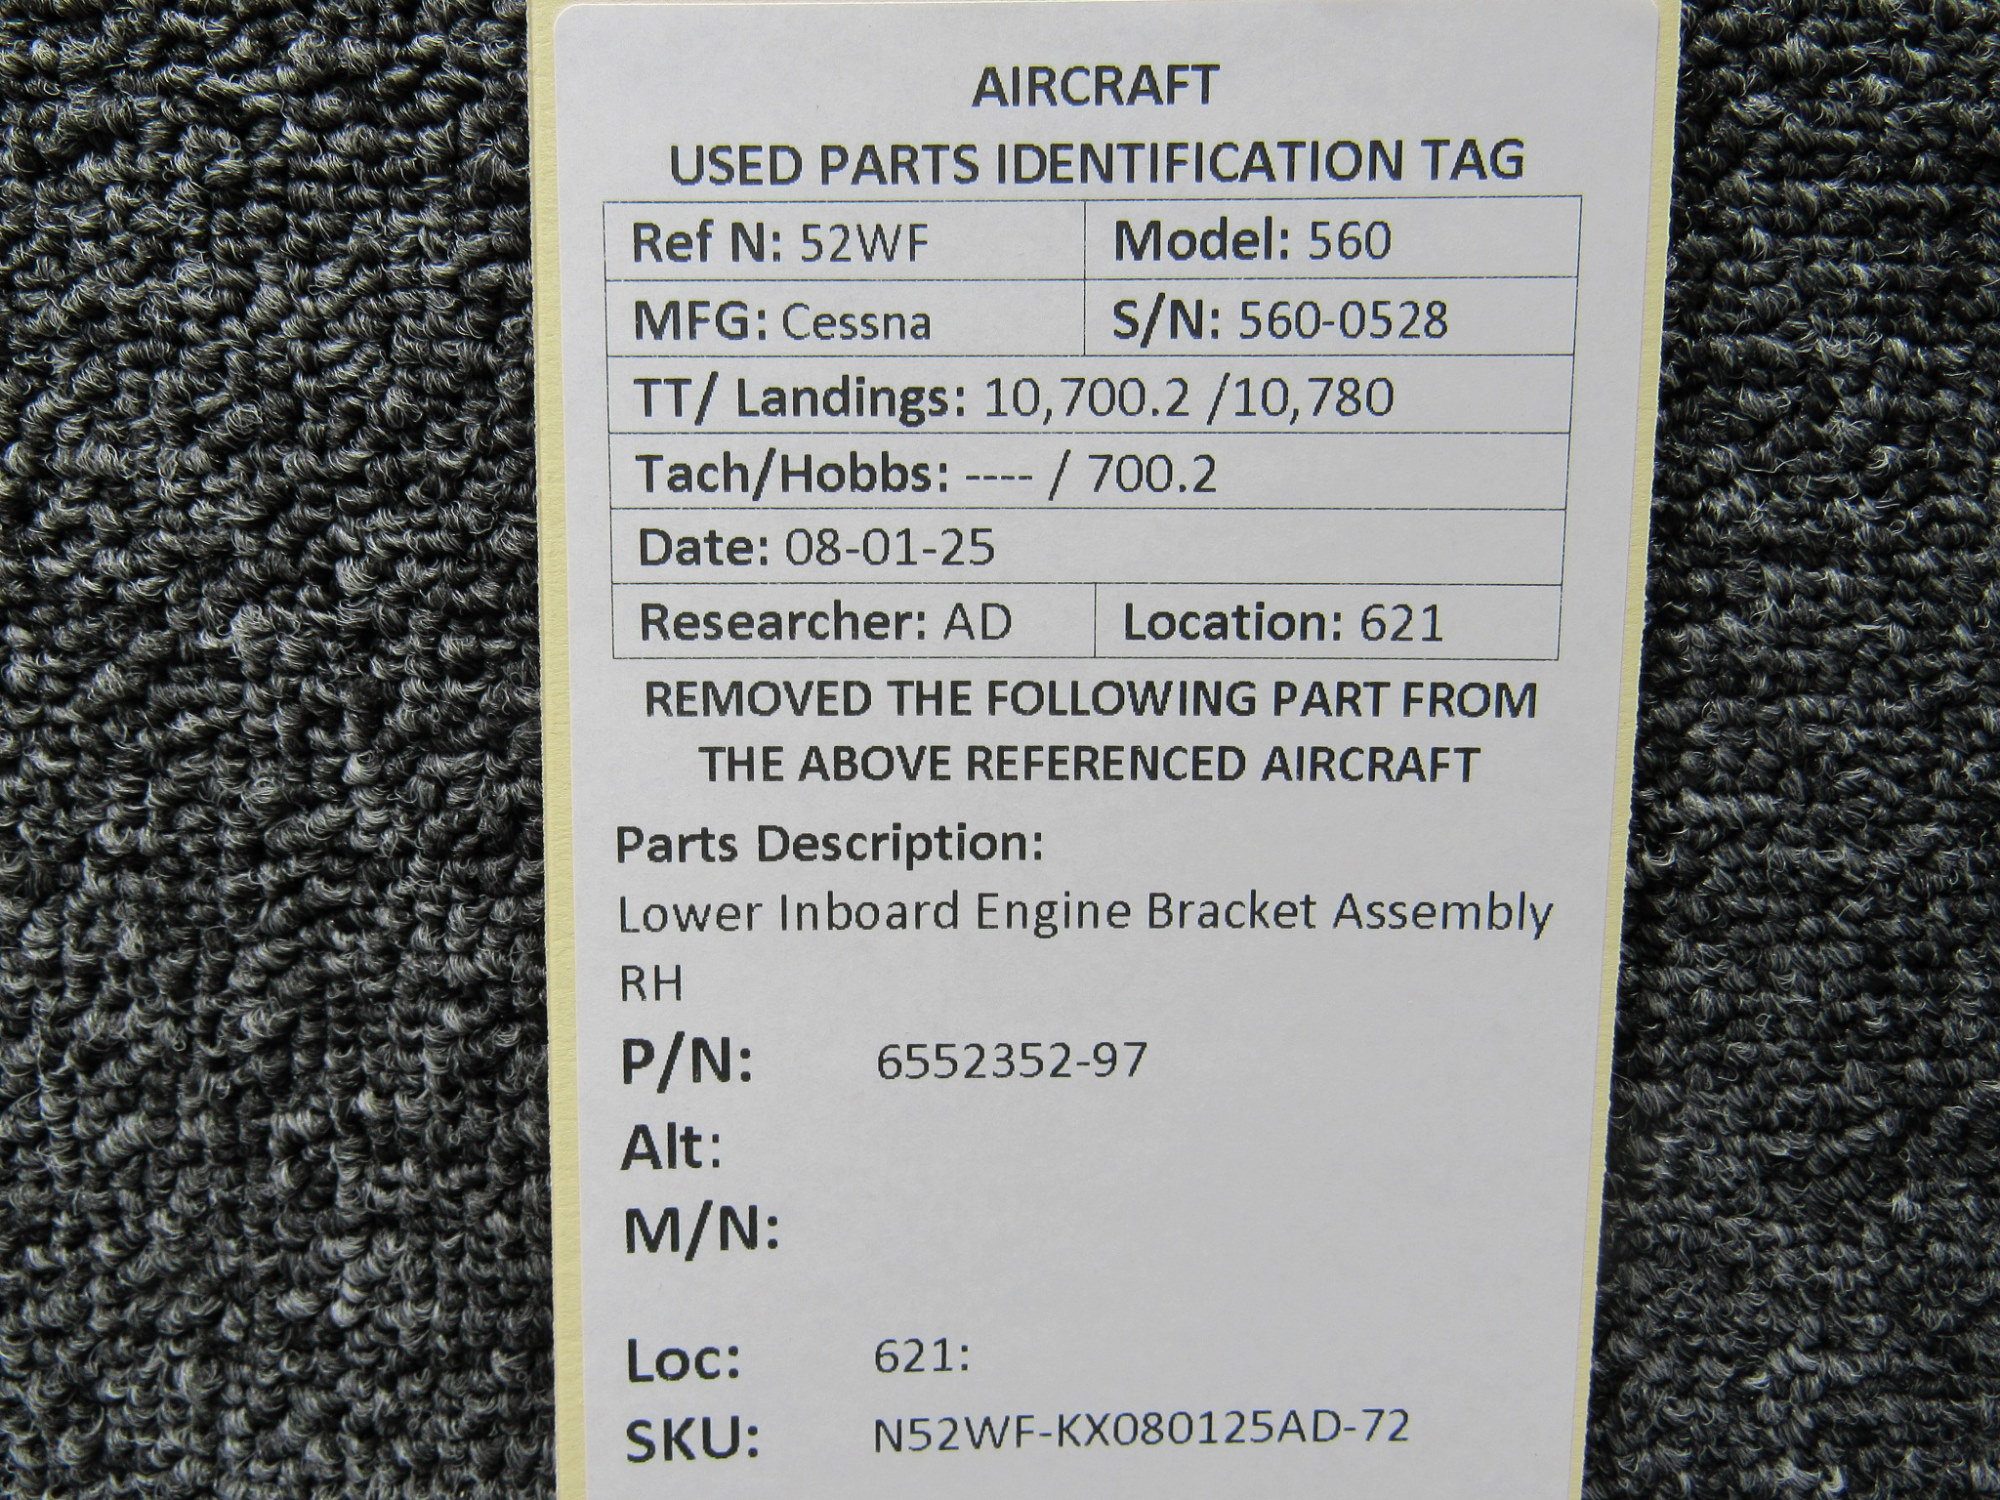 AIRCRAFT
USED PARTS IDENTIFICATION TAG
Ref N: 52WF Model: 560
MFG: Cessna S/N: 560-0528
TT/ Landings: 10,700.2 /10,780
Tach/Hobbs: ---- / 700.2
Date: 08-01-25
Researcher: AD Location: 621
REMOVED THE FOLLOWING PART FROM
THE ABOVE REFERENCED AIRCRAFT
Parts Description:
Lower Inboard Engine Bracket Assembly
RH
P/N: 6552352-97
Alt:
M/N:
Loc: 621:
SKU: N52WF-KX080125AD-72